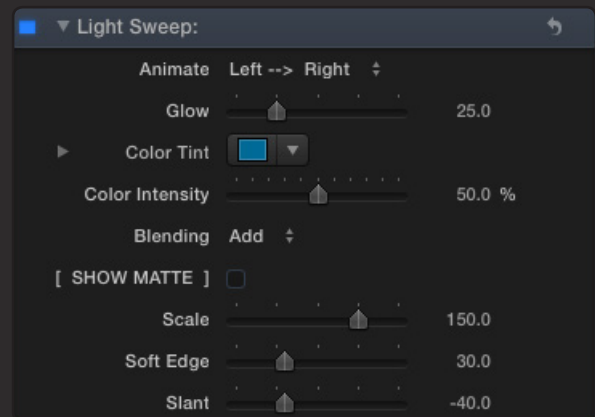 Light Sweep:
Animate Left --> Right
Glow 25.0
Color Tint
Color Intensity 50.0 %
Blending Add
[ SHOW MATTE ]
Scale 150.0
Soft Edge 30.0
Slant -40.0